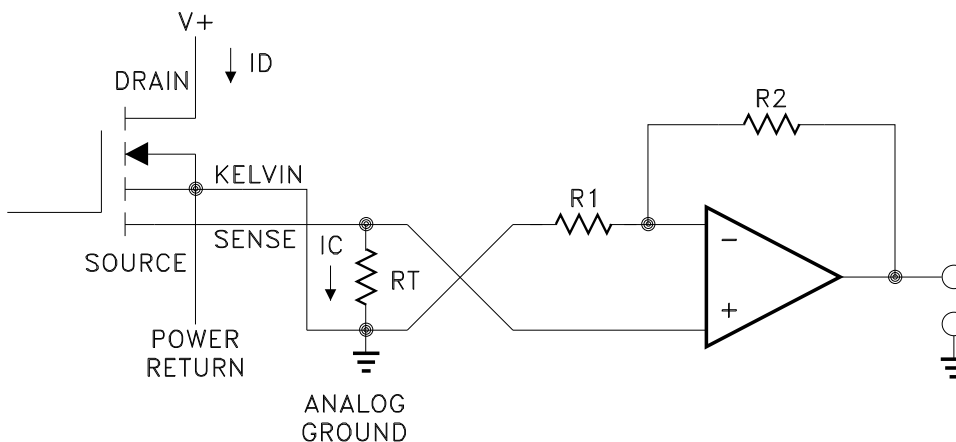 V+
ID
DRAIN
R2
KELVIN
R1
SENSE
IC
SOURCE
RT
−
+
POWER
RETURN
ANALOG
GROUND